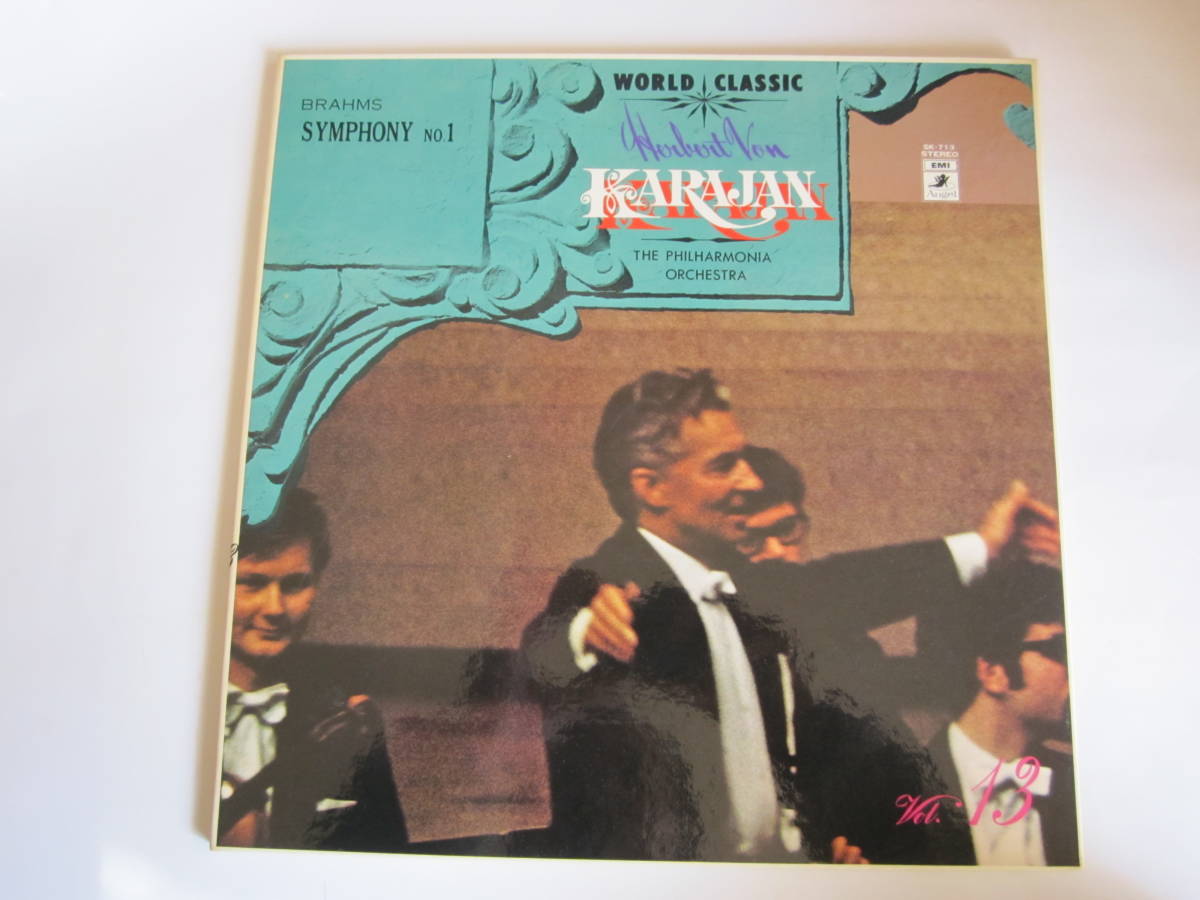 BRAHMS
SYMPHONY NO.1
WORLD CLASSIC
Herbert Von
KARAJAN
THE PHILHARMONIA
ORCHESTRA
SK-713
STEREO
EMI
Angel
Vol. 13